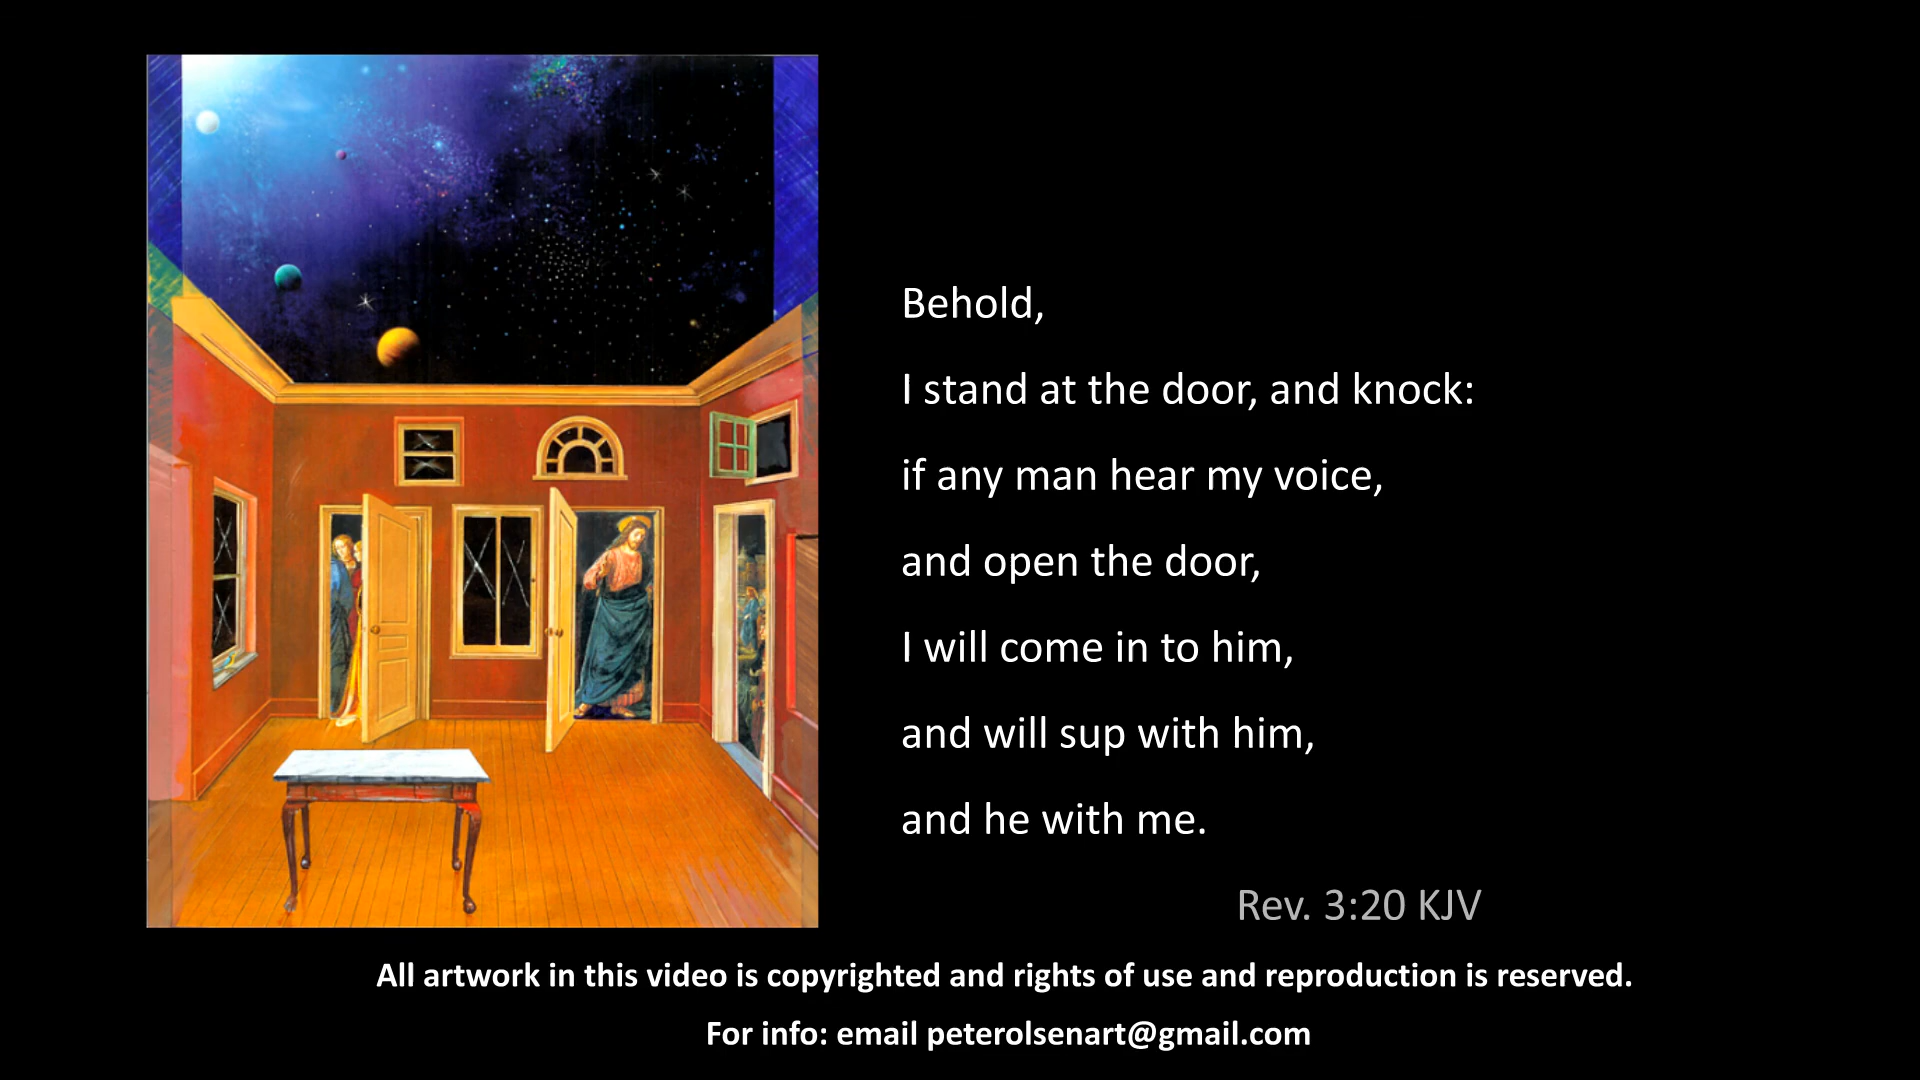 Behold,
I stand at the door, and knock:
if any man hear my voice,
and open the door,
I will come in to him,
and will sup with him,
and he with me.
Rev. 3:20 KJV
All artwork in this video is copyrighted and rights of use and reproduction is reserved.
For info: email peterolsenart@gmail.com